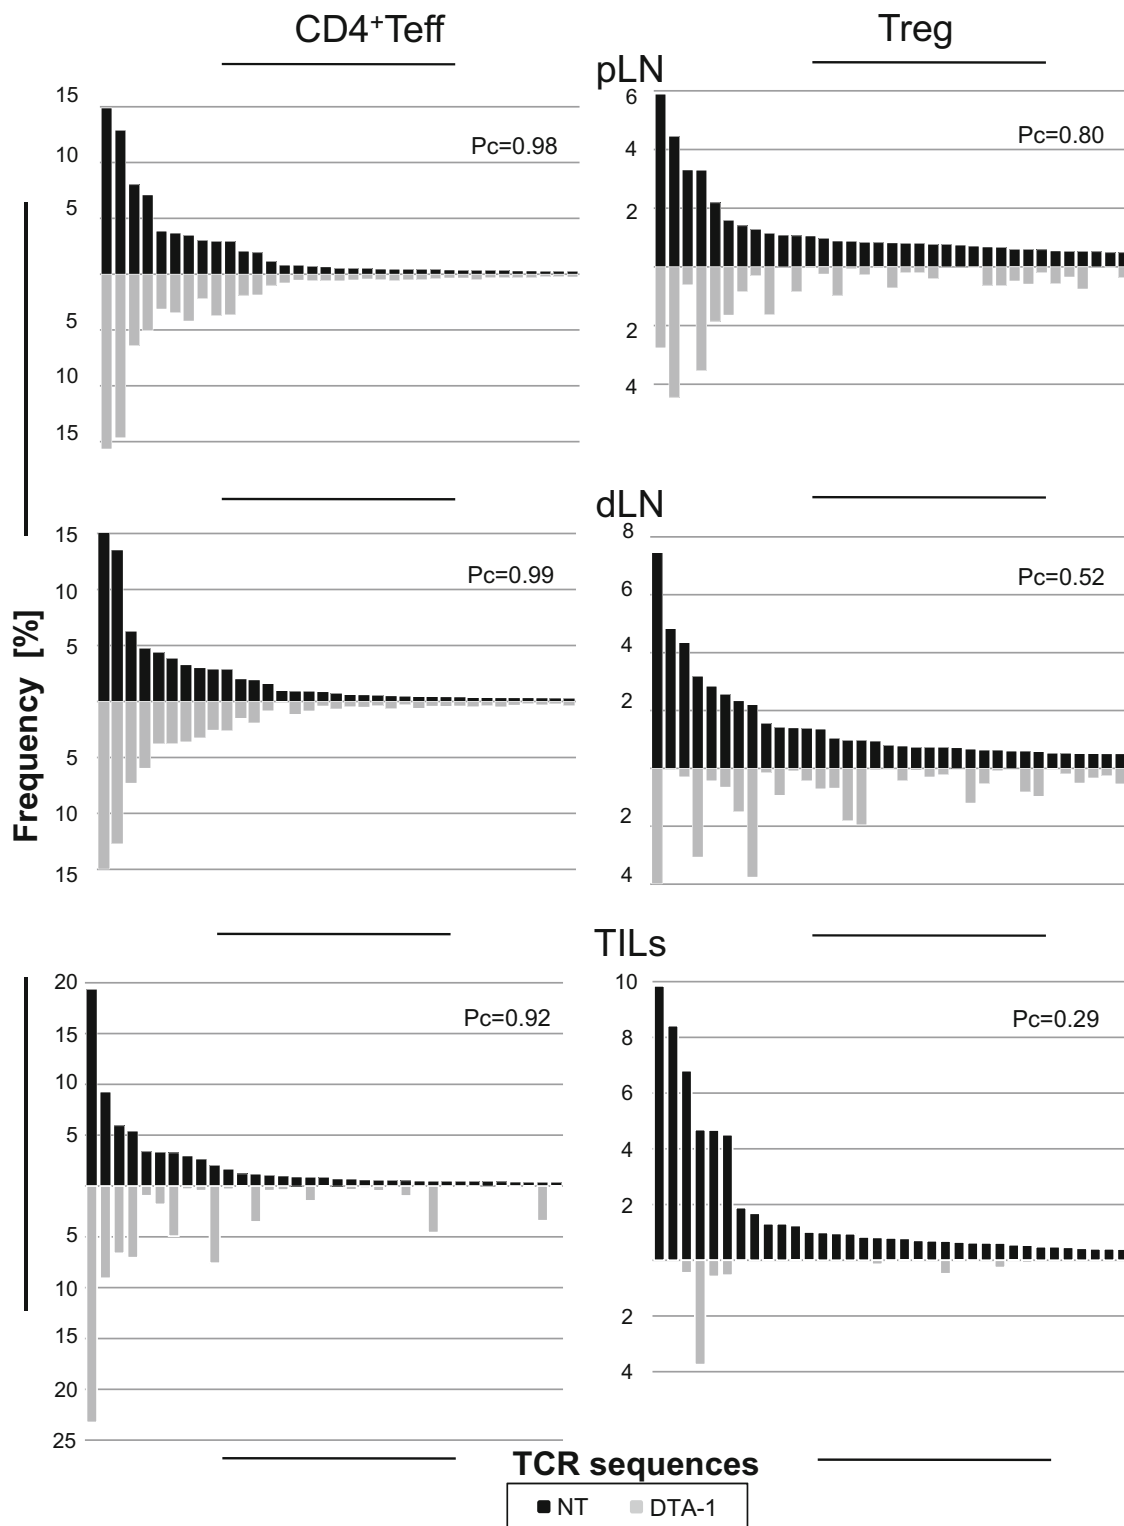 CD4⁺Teff
Treg
pLN
15
10
5
5
10
15
Pc=0.98
6
4
2
2
4
Pc=0.80
dLN
15
10
5
5
10
15
Pc=0.99
8
6
4
2
2
4
Pc=0.52
Frequency [%]
TILs
20
15
10
5
5
10
15
20
25
Pc=0.92
10
8
6
4
2
2
4
Pc=0.29
TCR sequences
NT DTA-1